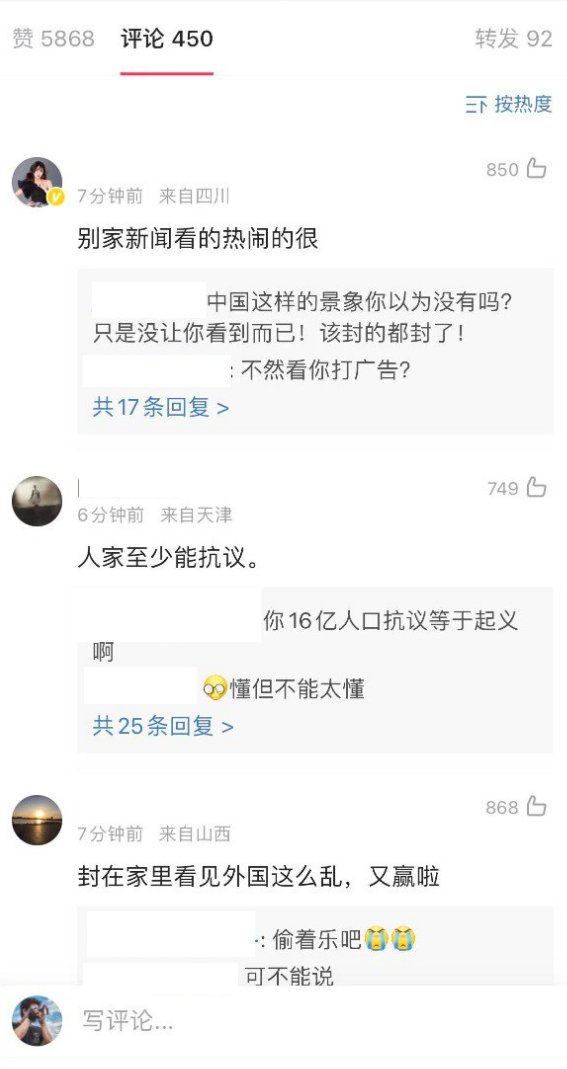 赞 5868 评论 450 转发 92
按热度
850
7分钟前 来自四川
别家新闻看的热闹的很
中国这样的景象你以为没有吗?
只是没让你看到而已！该封的都封了！
: 不然看你打广告?
共17条回复 >
749
6分钟前 来自天津
人家至少能抗议。
你16亿人口抗议等于起义
啊
懂但不能太懂
共25条回复 >
868
7分钟前 来自山西
封在家里看见外国这么乱，又赢啦
: 偷着乐吧
可不能说
写评论...